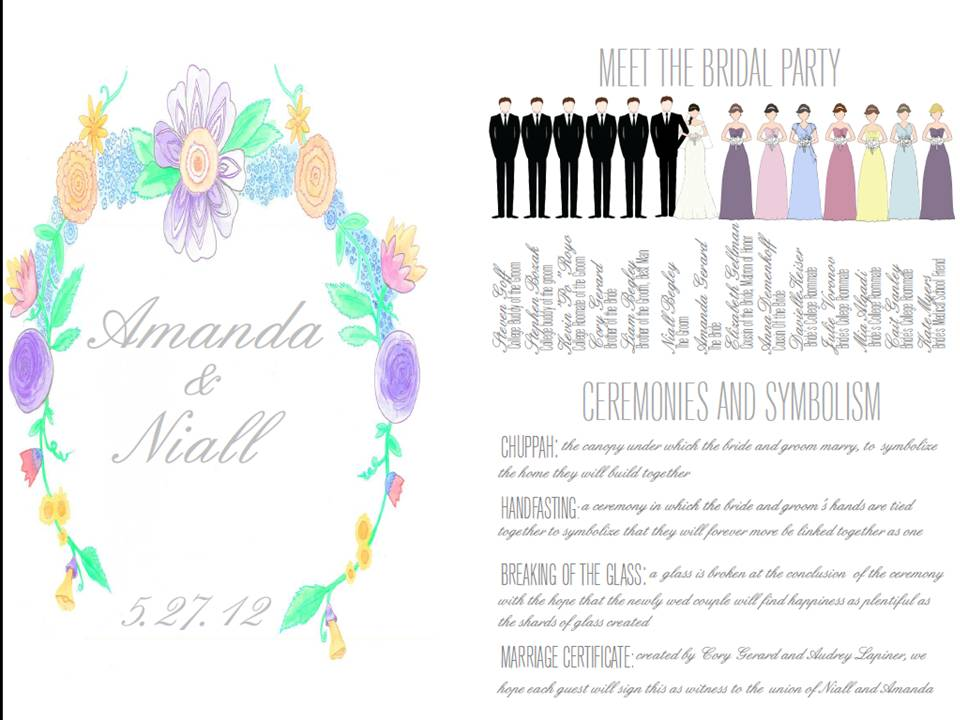 Amanda
&
Niall
5.27.12
MEET THE BRIDAL PARTY
Steven Goff
College Buddy of the Groom
Stephen Bozak
College buddy of the groom
Kevin "Po" Royo
College Roomate of the Groom
Cory Gerard
Brother of the Bride
Liam Begley
Brother of the Groom, Best Man
Niall Begley
The Groom
Amanda Gerard
The Bride
Elizabeth Gellman
Cousin of the Bride, Matron of Honor
Anna Demenkoff
Cousin Of the Bride
Danielle Heiser
Bride's College Roommate
Julie Voronov
Bride's College Roommate
Mia Alqadi
Bride's College Roommate
Cait Ganley
Bride's College Roommate
Kate Myers
Bride's Medical School Friend
CEREMONIES AND SYMBOLISM
CHUPPAH: the canopy under which the bride and groom marry, to symbolize
the home they will build together
HANDFASTING: a ceremony in which the bride and groom's hands are tied
together to symbolize that they will forever more be linked together as one
BREAKING OF THE GLASS: a glass is broken at the conclusion of the ceremony
with the hope that the newly wed couple will find happiness as plentiful as
the shards of glass created
MARRIAGE CERTIFICATE: created by Cory Gerard and Audrey Lapiner, we
hope each guest will sign this as witness to the union of Niall and Amanda